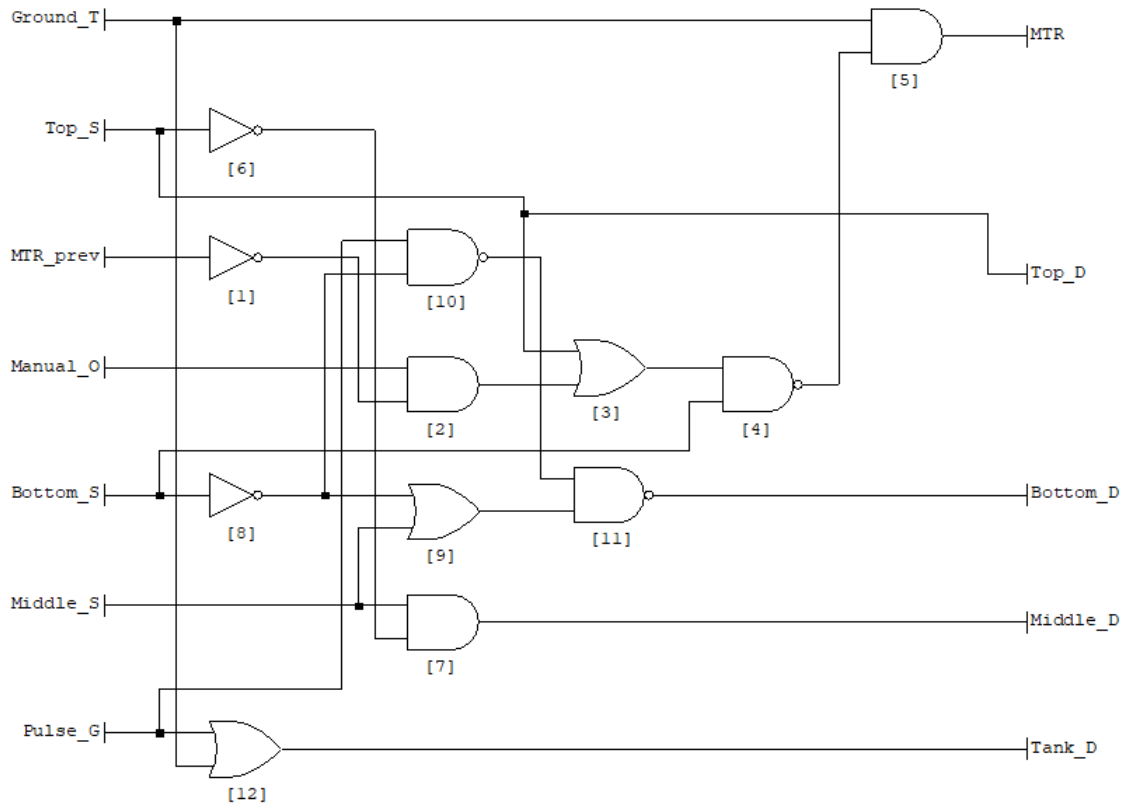 Ground_T
MTR
[5]
Top_S
[6]
MTR_prev
[1]
[10]
Top_D
Manual_O
[2]
[3]
[4]
Bottom_S
[8]
[9]
[11]
Bottom_D
Middle_S
[7]
Middle_D
Pulse_G
[12]
Tank_D